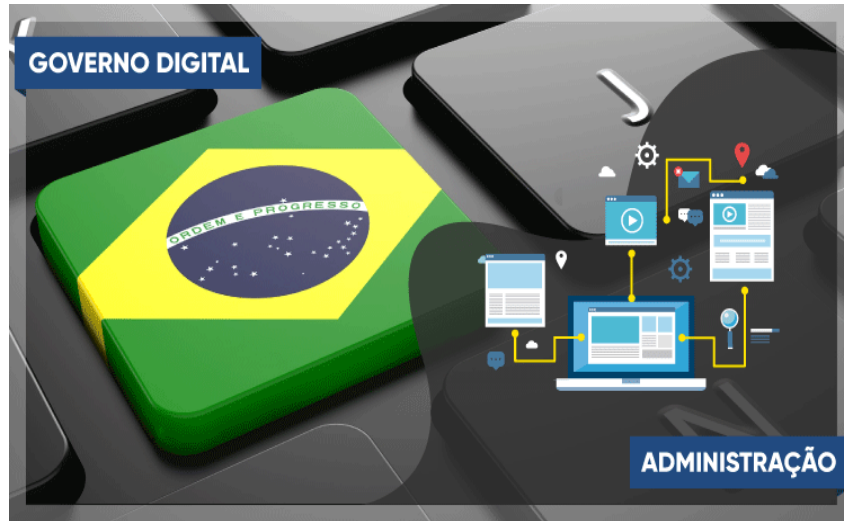 GOVERNO DIGITAL
J
ORDEM E PROGRESSO
N
ADMINISTRAÇÃO